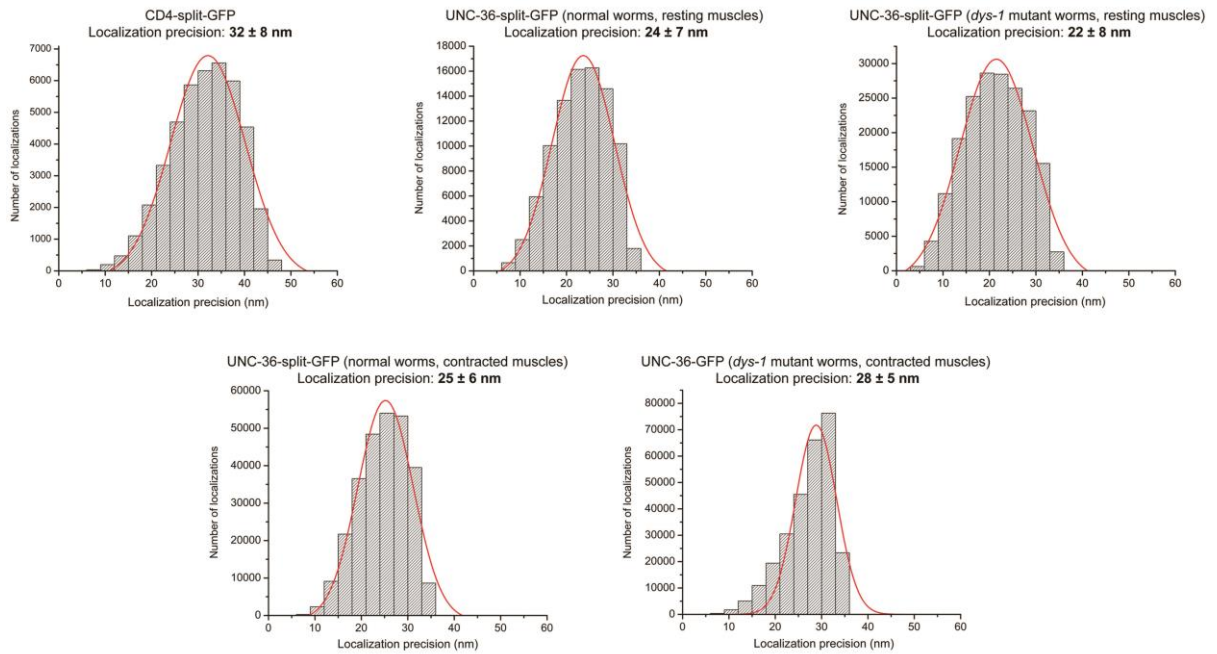 CD4-split-GFP
Localization precision: 32 ± 8 nm
7000
6000
5000
4000
3000
2000
1000
0
Number of localizations
0 10 20 30 40 50 60
Localization precision (nm)
UNC-36-split-GFP (normal worms, resting muscles)
Localization precision: 24 ± 7 nm
18000
16000
14000
12000
10000
8000
6000
4000
2000
0
Number of localizations
0 10 20 30 40 50 60
Localization precision (nm)
UNC-36-split-GFP (dys-1 mutant worms, resting muscles)
Localization precision: 22 ± 8 nm
30000
25000
20000
15000
10000
5000
0
Number of localizations
0 10 20 30 40 50 60
Localization precision (nm)
UNC-36-split-GFP (normal worms, contracted muscles)
Localization precision: 25 ± 6 nm
60000
50000
40000
30000
20000
10000
0
Number of localizations
0 10 20 30 40 50 60
Localization precision (nm)
UNC-36-GFP (dys-1 mutant worms, contracted muscles)
Localization precision: 28 ± 5 nm
80000
70000
60000
50000
40000
30000
20000
10000
0
Number of localizations
0 10 20 30 40 50 60
Localization precision (nm)